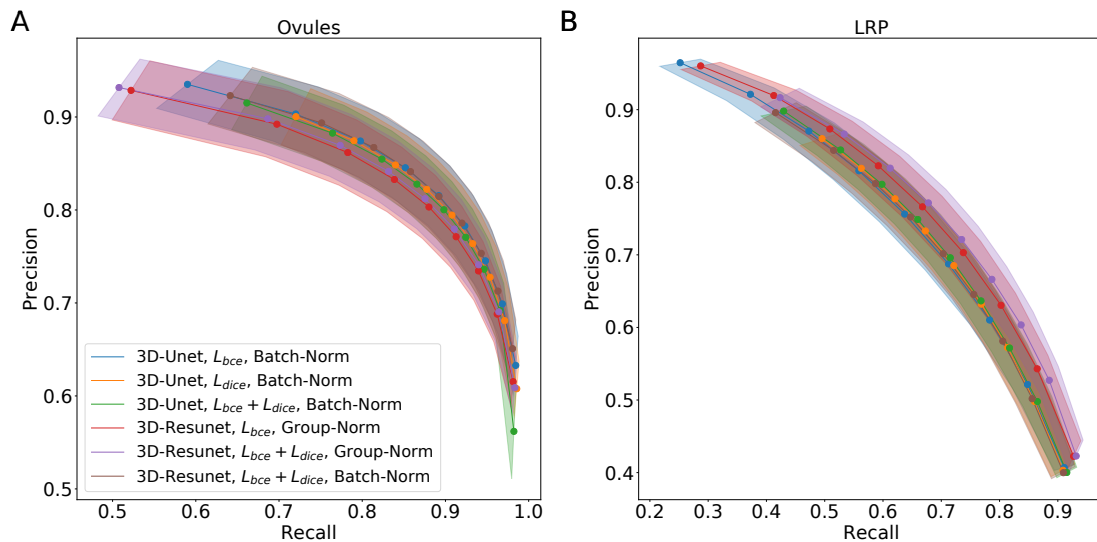 A
Ovules
Precision
0.9
0.8
0.7
0.6
0.5
3D-Unet, L_bce, Batch-Norm
3D-Unet, L_dice, Batch-Norm
3D-Unet, L_bce + L_dice, Batch-Norm
3D-Resunet, L_bce, Group-Norm
3D-Resunet, L_bce + L_dice, Group-Norm
3D-Resunet, L_bce + L_dice, Batch-Norm
0.5 0.6 0.7 0.8 0.9 1.0
Recall
B
LRP
Precision
0.9
0.8
0.7
0.6
0.5
0.4
0.2 0.3 0.4 0.5 0.6 0.7 0.8 0.9
Recall